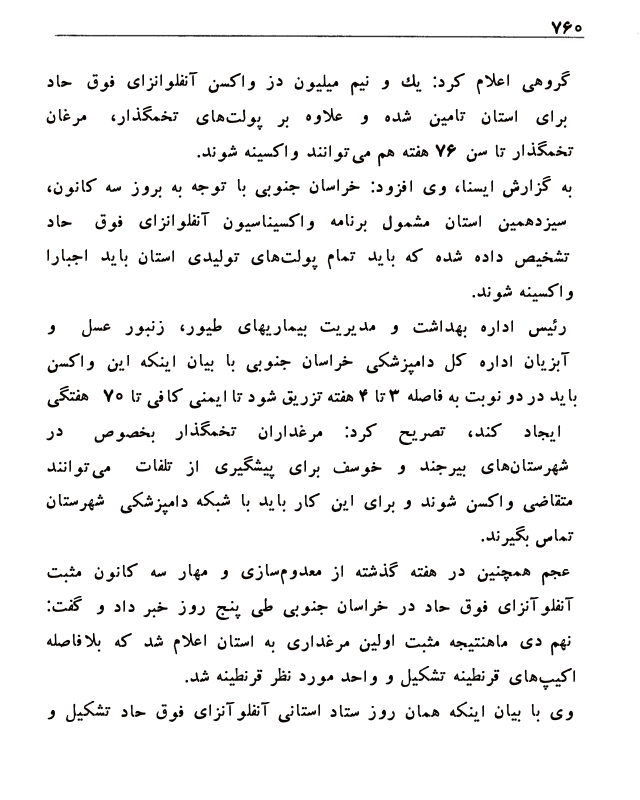 ۷۶۰
گروهی اعلام کرد: یك و نیم میلیون دز واکسن آنفلوانزای فوق حاد
برای استان تامین شده و علاوه بر پولت‌های تخمگذار، مرغان
تخمگذار تا سن ۷۶ هفته هم می‌توانند واکسینه شوند.
به گزارش ایسنا، وی افزود: خراسان جنوبی با توجه به بروز سه کانون،
سیزدهمین استان مشمول برنامه واکسیناسیون آنفلوانزای فوق حاد
تشخیص داده شده که باید تمام پولت‌های تولیدی استان باید اجبارا
واکسینه شوند.
رئیس اداره بهداشت و مدیریت بیماریهای طیور، زنبور عسل و
آبزیان اداره کل دامپزشکی خراسان جنوبی با بیان اینکه این واکسن
باید در دو نوبت به فاصله ۳ تا ۴ هفته تزریق شود تا ایمنی کافی تا ۷۰ هفتگی
ایجاد کند، تصریح کرد: مرغداران تخمگذار بخصوص در
شهرستان‌های بیرجند و خوسف برای پیشگیری از تلفات می‌توانند
متقاضی واکسن شوند و برای این کار باید با شبکه دامپزشکی شهرستان
تماس بگیرند.
عجم همچنین در هفته گذشته از معدوم‌سازی و مهار سه کانون مثبت
آنفلوآنزای فوق حاد در خراسان جنوبی طی پنج روز خبر داد و گفت:
نهم دی ماهنتیجه مثبت اولین مرغداری به استان اعلام شد که بلافاصله
اکیپ‌های قرنطینه تشکیل و واحد مورد نظر قرنطینه شد.
وی با بیان اینکه همان روز ستاد استانی آنفلوآنزای فوق حاد تشکیل و